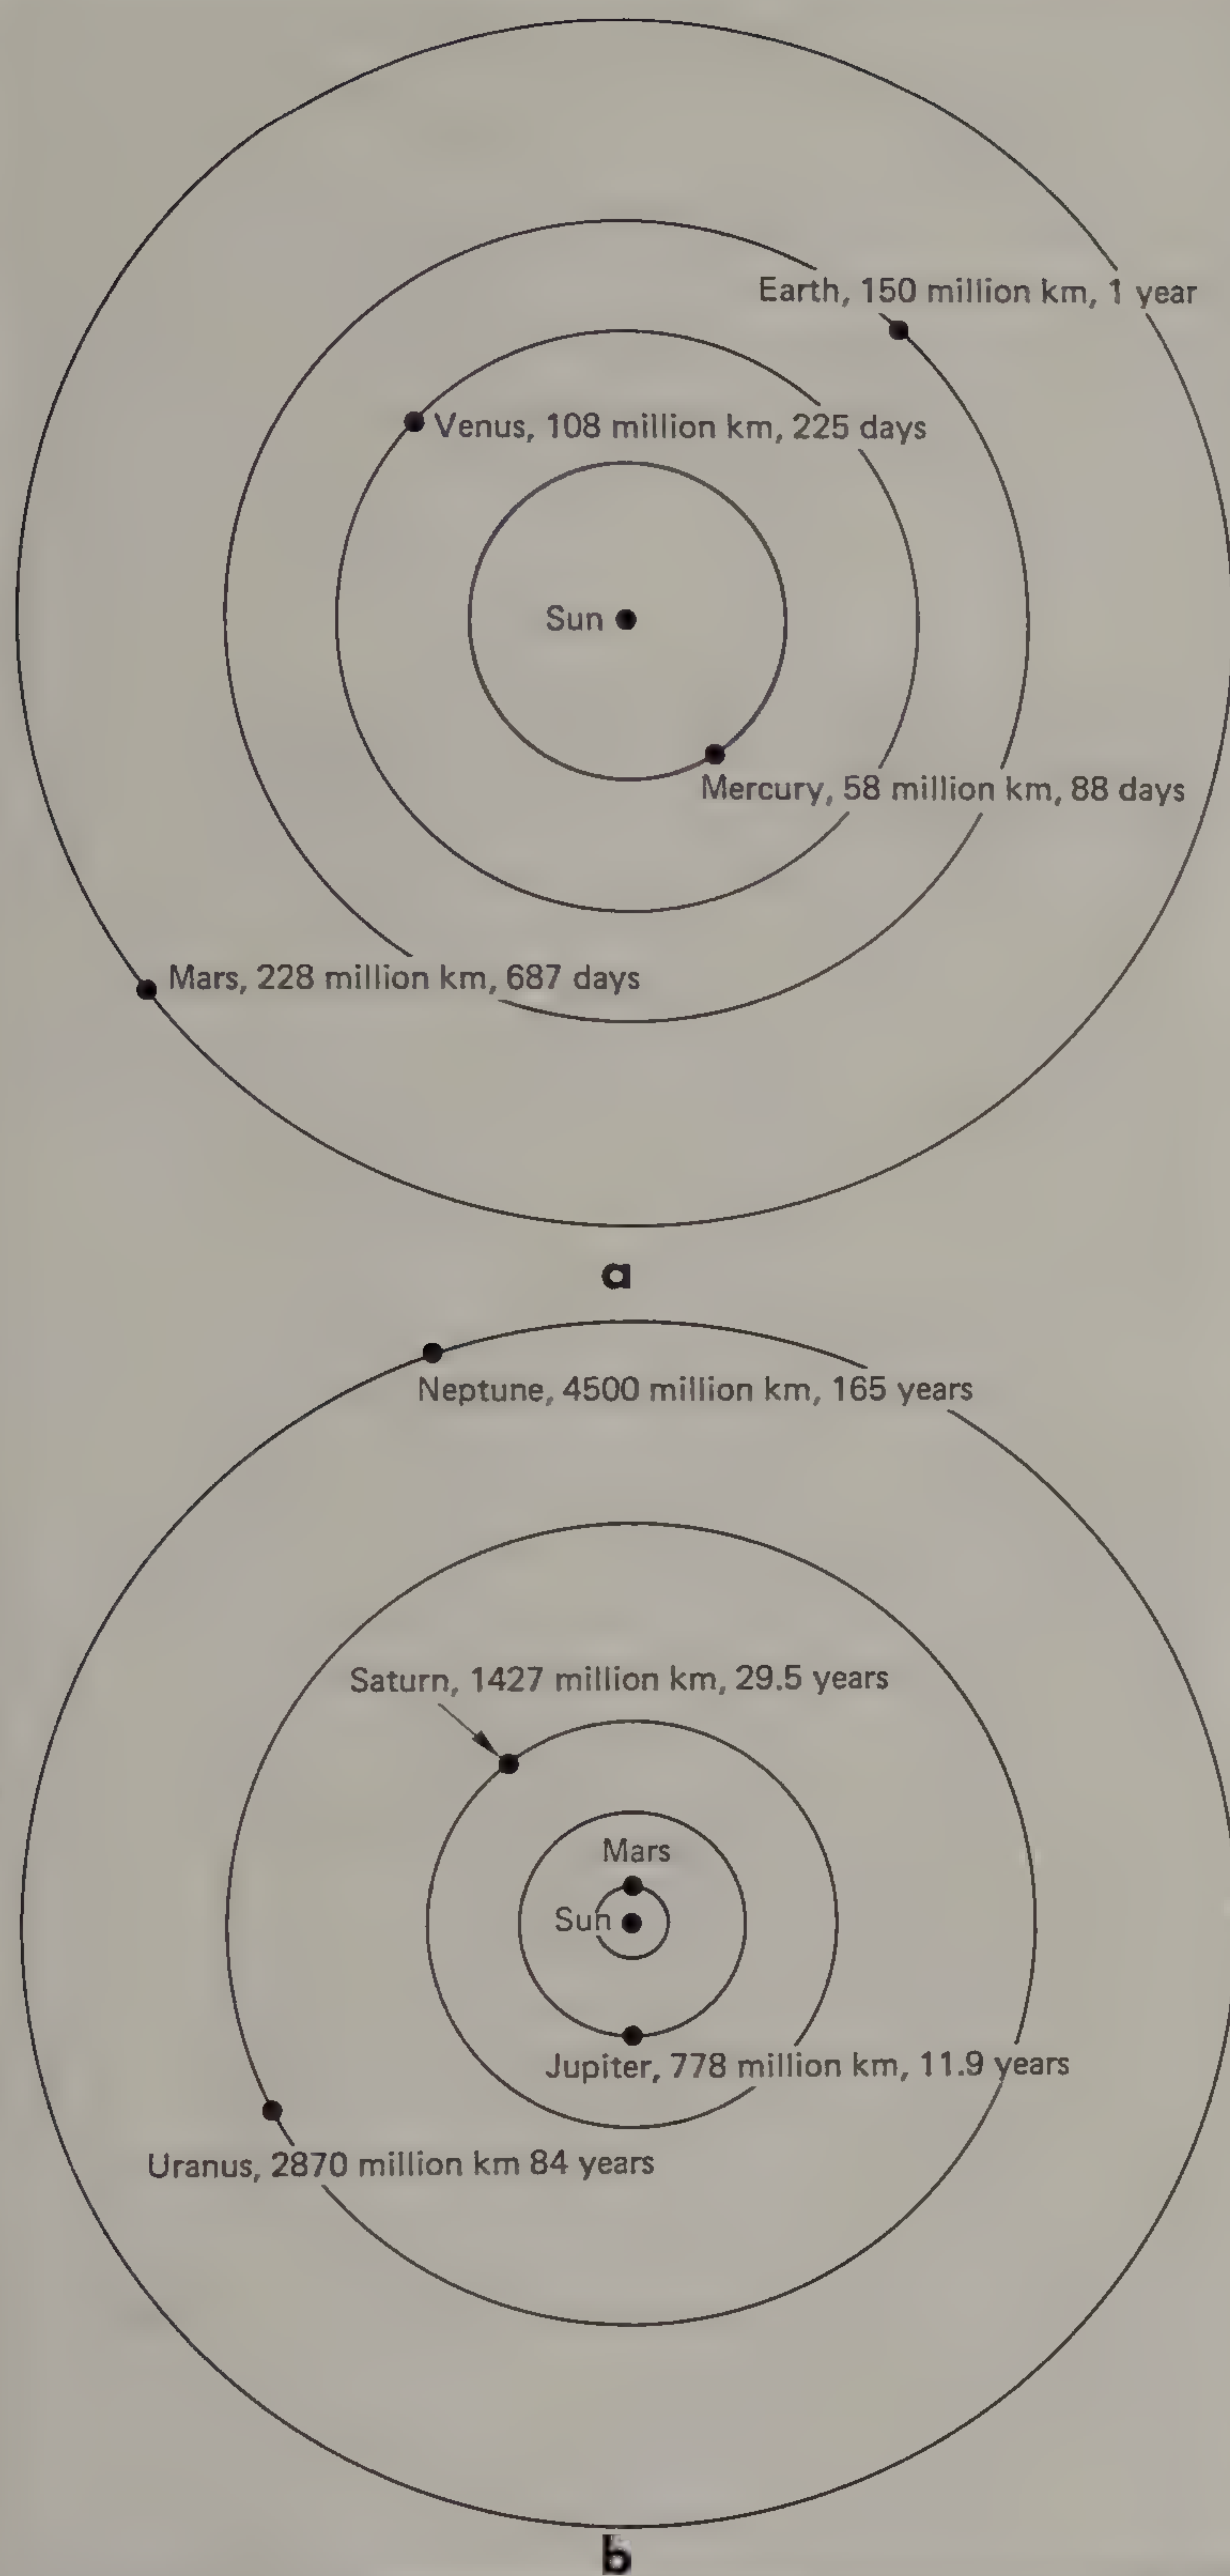 Earth, 150 million km, 1 year
Venus, 108 million km, 225 days
Sun
Mercury, 58 million km, 88 days
Mars, 228 million km, 687 days
a
Neptune, 4500 million km, 165 years
Saturn, 1427 million km, 29.5 years
Mars
Sun
Jupiter, 778 million km, 11.9 years
Uranus, 2870 million km 84 years
b